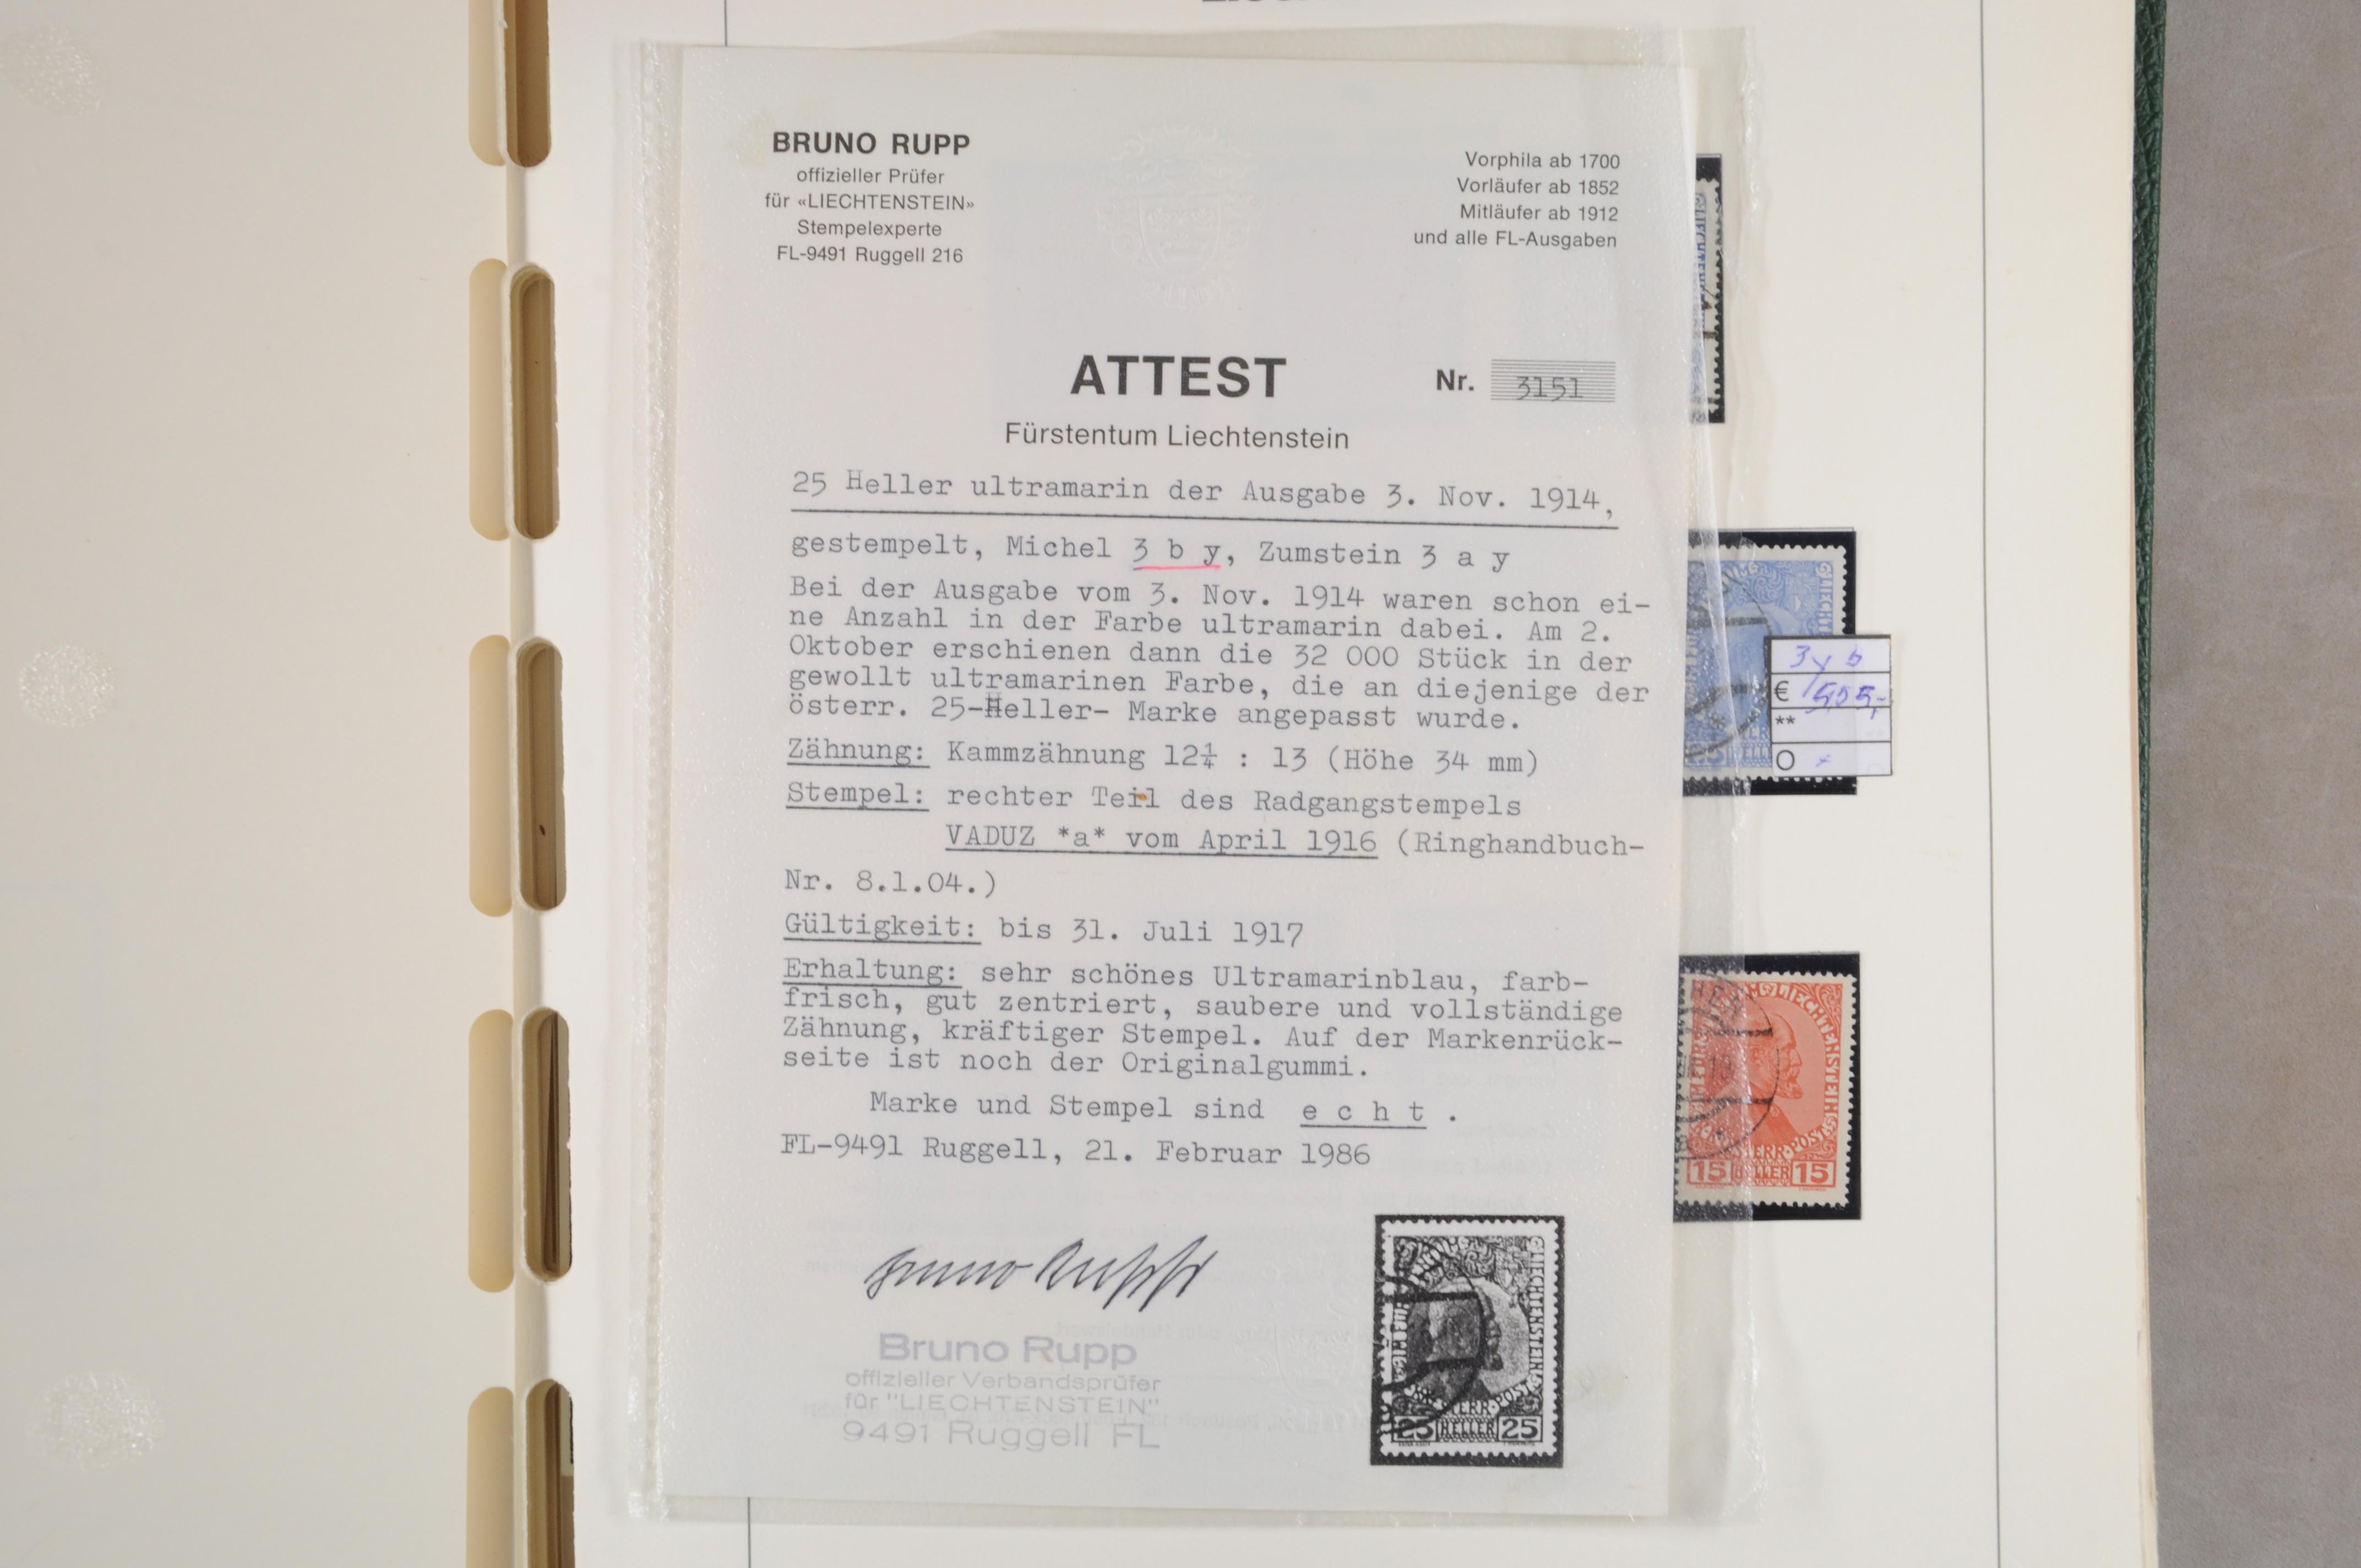 BRUNO RUPP
offizieller Prüfer
für «LIECHTENSTEIN»
Stempelexperte
FL-9491 Ruggell 216
Vorphila ab 1700
Vorläufer ab 1852
Mitläufer ab 1912
und alle FL-Ausgaben
ATTEST
Nr. 3151
Fürstentum Liechtenstein
25 Heller ultramarin der Ausgabe 3. Nov. 1914,
gestempelt, Michel 3 b y, Zumstein 3 a y
Bei der Ausgabe vom 3. Nov. 1914 waren schon ei-
ne Anzahl in der Farbe ultramarin dabei. Am 2.
Oktober erschienen dann die 32 000 Stück in der
gewollt ultramarinen Farbe, die an diejenige der
österr. 25-Heller- Marke angepasst wurde.
Zähnung: Kammzähnung 12¼ : 13 (Höhe 34 mm)
Stempel: rechter Teil des Radgangstempels
VADUZ *a* vom April 1916 (Ringhandbuch-
Nr. 8.1.04.)
Gültigkeit: bis 31. Juli 1917
Erhaltung: sehr schönes Ultramarinblau, farb-
frisch, gut zentriert, saubere und vollständige
Zähnung, kräftiger Stempel. Auf der Markenrück-
seite ist noch der Originalgummi.
Marke und Stempel sind e c h t .
FL-9491 Ruggell, 21. Februar 1986
Bruno Rupp
Bruno Rupp
offizieller Verbandsprüfer
für "LIECHTENSTEIN"
9491 Ruggell FL
LIECHTENSTEIN
25 HELLER 25
3 y b
€
**
O
LIECHTENSTEIN
15 HELLER 15